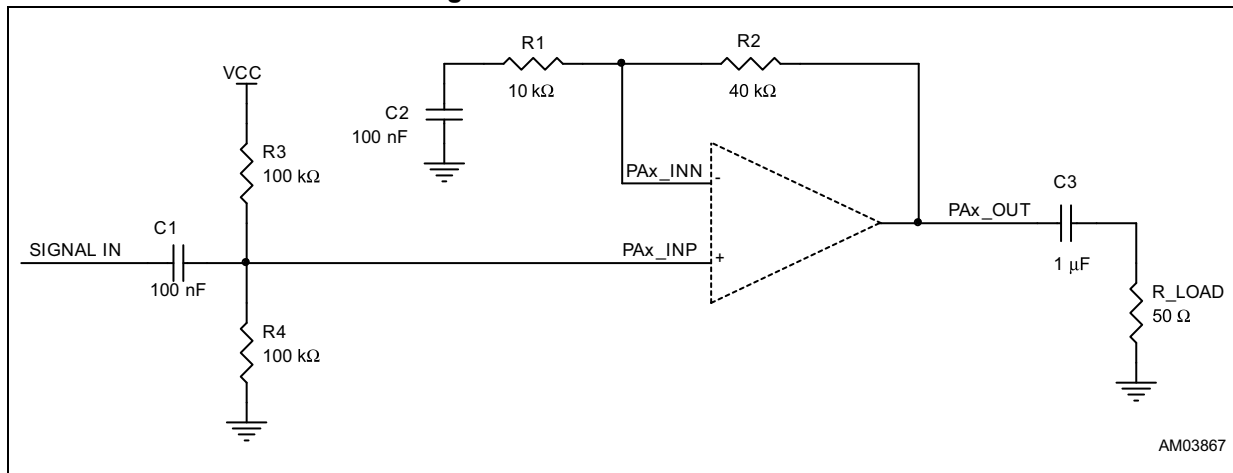 R1
10 kΩ
R2
40 kΩ
VCC
C2
100 nF
R3
100 kΩ
PAx_INN
-
C3
1 μF
PAx_OUT
SIGNAL IN
C1
100 nF
PAx_INP
+
R_LOAD
50 Ω
R4
100 kΩ
AM03867